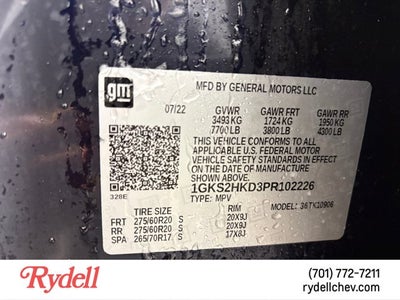 gm
MFD BY GENERAL MOTORS LLC
07/22 GVWR GAWR FRT GAWR RR
3493 KG 1724 KG 1950 KG
7700 LB 3800 LB 4300 LB
THIS VEHICLE CONFORMS TO ALL
APPLICABLE U.S. FEDERAL MOTOR
VEHICLE SAFETY STANDARDS IN
EFFECT ON THE DATE OF
MANUFACTURE SHOWN ABOVE.
1GKS2HKD3PR102226
328E TYPE: MPV MODEL:
TIRE SIZE RIM
FRT 275/60R20 S 20X9J
RR 275/60R20 S 20X9J
SPA 265/70R17 S 17X8J
Rydell
(701) 772-7211
rydellchev.com